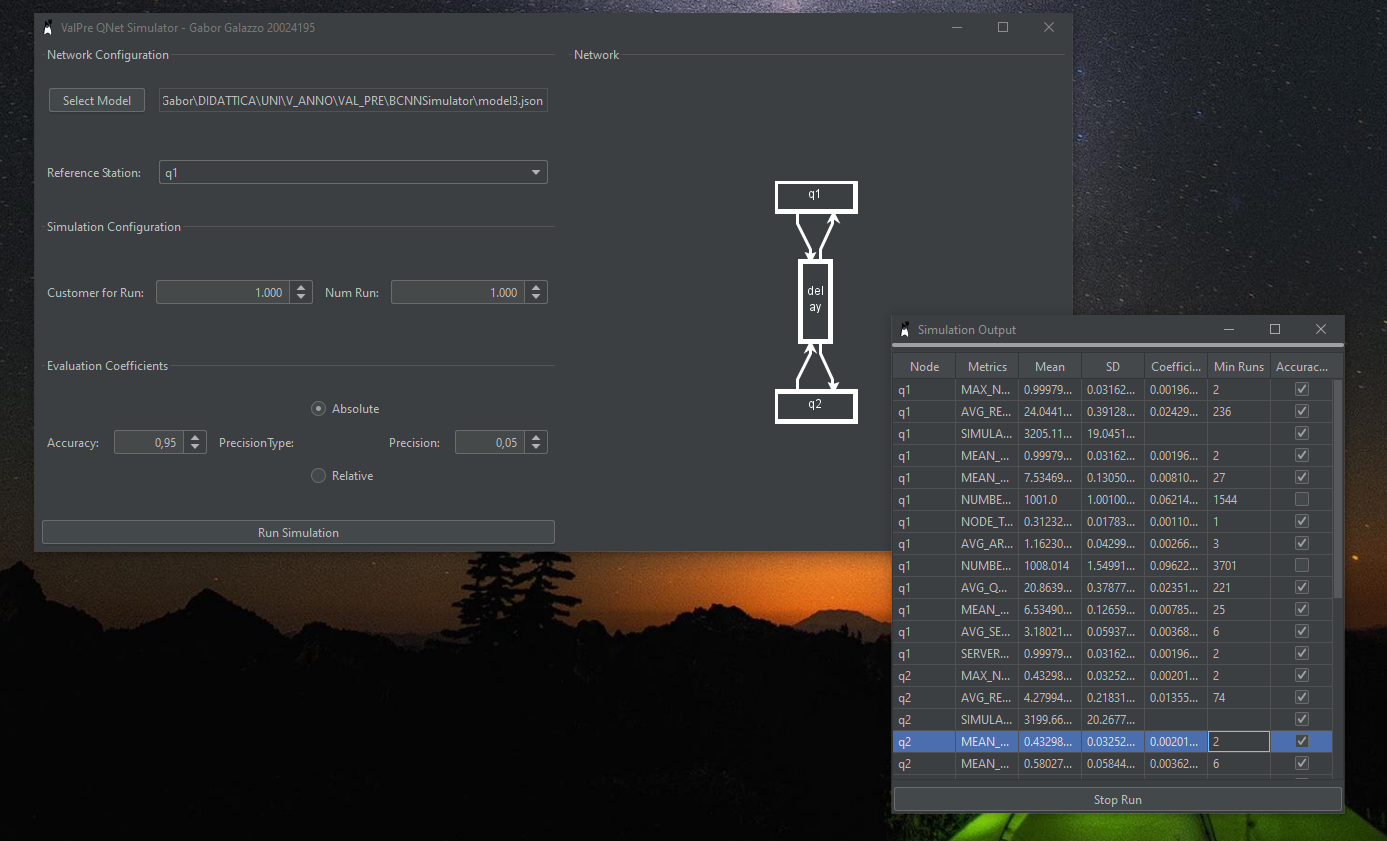 ValPre QNet Simulator - Gabor Galazzo 20024195
Network Configuration
Select Model
Gabor\DIDATTICA\UNI\V_ANNO\VAL_PRE\BCNNSimulator\model3.json
Reference Station:
q1
Simulation Configuration
Customer for Run:
1.000
Num Run:
1.000
Evaluation Coefficients
Absolute
Accuracy:
0,95
PrecisionType:
Precision:
0,05
Relative
Run Simulation
Network
q1
del
ay
q2
Simulation Output
Node Metrics Mean SD Coeffici... Min Runs Accurac...
q1 MAX_N... 0.99979... 0.03162... 0.00196... 2
q1 AVG_RE... 24.0441... 0.39128... 0.02429... 236
q1 SIMULA... 3205.11... 19.0451...
q1 MEAN_... 0.99979... 0.03162... 0.00196... 2
q1 MEAN_... 7.53469... 0.13050... 0.00810... 27
q1 NUMBE... 1001.0 1.00100... 0.06214... 1544
q1 NODE_T... 0.31232... 0.01783... 0.00110... 1
q1 AVG_AR... 1.16230... 0.04299... 0.00266... 3
q1 NUMBE... 1008.014 1.54991... 0.09622... 3701
q1 AVG_Q... 20.8639... 0.37877... 0.02351... 221
q1 MEAN_... 6.53490... 0.12659... 0.00785... 25
q1 AVG_SE... 3.18021... 0.05937... 0.00368... 6
q1 SERVER... 0.99979... 0.03162... 0.00196... 2
q2 MAX_N... 0.43298... 0.03252... 0.00201... 2
q2 AVG_RE... 4.27994... 0.21831... 0.01355... 74
q2 SIMULA... 3199.66... 20.2677...
q2 MEAN_... 0.43298... 0.03252... 0.00201... 2
q2 MEAN_... 0.58027... 0.05844... 0.00362... 6
Stop Run